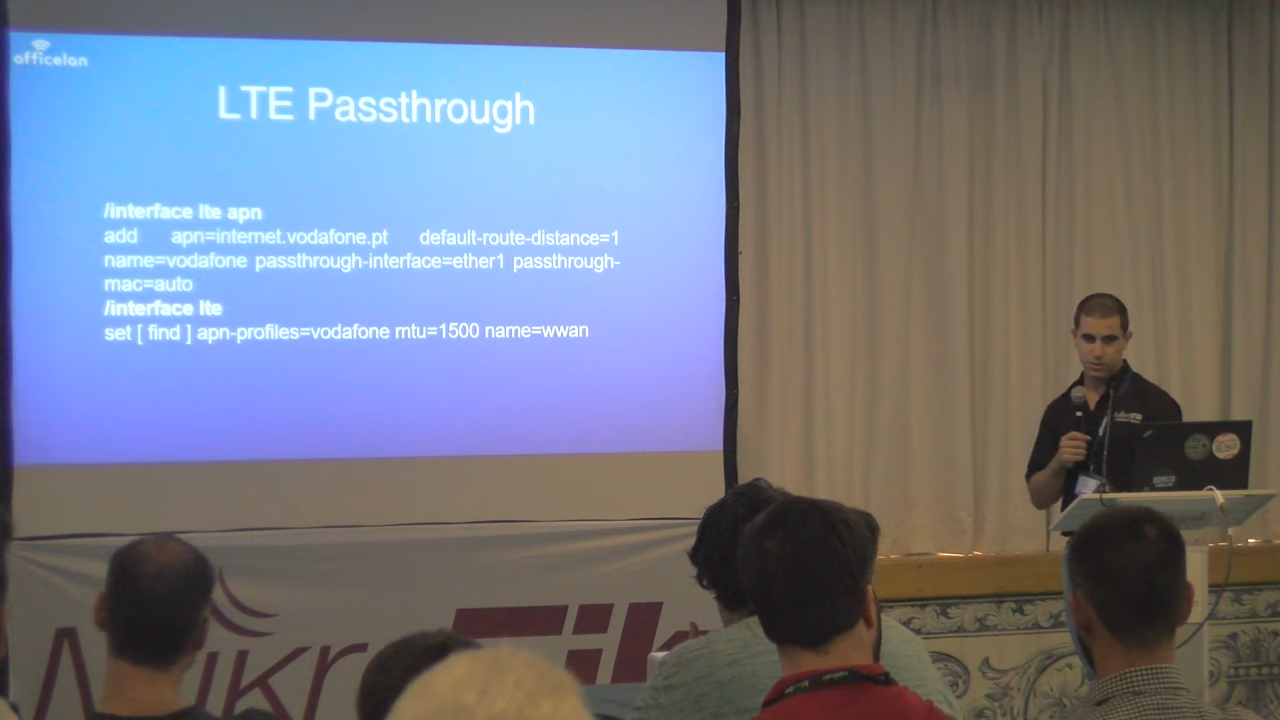 officelan
LTE Passthrough
/interface lte apn
add apn=internet.vodafone.pt default-route-distance=1
name=vodafone passthrough-interface=ether1 passthrough-
mac=auto
/interface lte
set [ find ] apn-profiles=vodafone mtu=1500 name=wwan